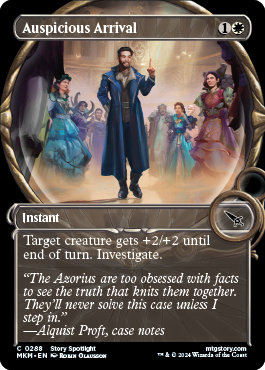 Auspicious Arrival 1
Instant
Target creature gets +2/+2 until
end of turn. Investigate.
“The Azorius are too obsessed with facts
to see the truth that knits them together.
They’ll never solve this case unless I
step in.”
—Alquist Proft, case notes
C 0288 Story Spotlight mtgstory.com
MKM • EN Robin Olausson ™ & © 2024 Wizards of the Coast